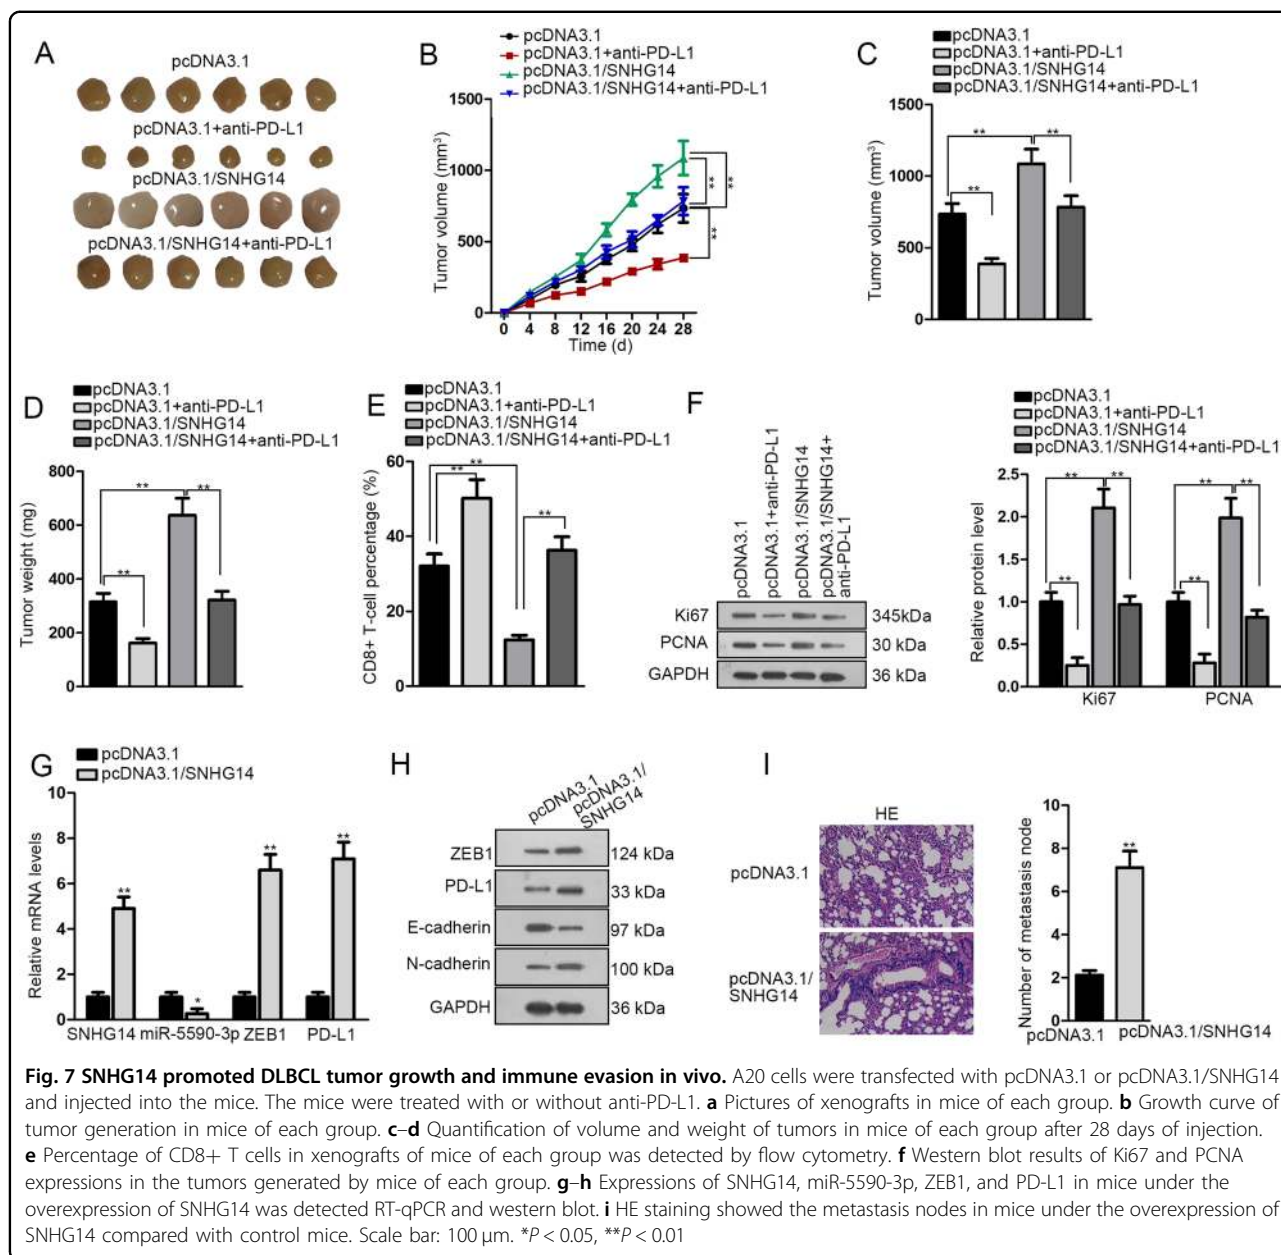 A
pcDNA3.1
pcDNA3.1+anti-PD-L1
pcDNA3.1/SNHG14
pcDNA3.1/SNHG14+anti-PD-L1
B
pcDNA3.1
pcDNA3.1+anti-PD-L1
pcDNA3.1/SNHG14
pcDNA3.1/SNHG14+anti-PD-L1
Tumor volume (mm³)
1500
1000
500
0
0 4 8 12 16 20 24 28
Time (d)
** ** **
C
pcDNA3.1
pcDNA3.1+anti-PD-L1
pcDNA3.1/SNHG14
pcDNA3.1/SNHG14+anti-PD-L1
Tumor volume (mm³)
1500
1000
500
0
** ** **
D
pcDNA3.1
pcDNA3.1+anti-PD-L1
pcDNA3.1/SNHG14
pcDNA3.1/SNHG14+anti-PD-L1
Tumor weight (mg)
800
600
400
200
0
** ** **
E
pcDNA3.1
pcDNA3.1+anti-PD-L1
pcDNA3.1/SNHG14
pcDNA3.1/SNHG14+anti-PD-L1
CD8+ T-cell percentage (%)
60
40
20
0
** ** **
F
pcDNA3.1
pcDNA3.1+anti-PD-L1
pcDNA3.1/SNHG14
pcDNA3.1/SNHG14+
anti-PD-L1
Ki67 345kDa
PCNA 30 kDa
GAPDH 36 kDa
pcDNA3.1
pcDNA3.1+anti-PD-L1
pcDNA3.1/SNHG14
pcDNA3.1/SNHG14+anti-PD-L1
Relative protein level
2.5
2.0
1.5
1.0
0.5
0.0
** ** ** ** ** **
Ki67 PCNA
G
pcDNA3.1
pcDNA3.1/SNHG14
Relative mRNA levels
10
8
6
4
2
0
** * ** **
SNHG14 miR-5590-3p ZEB1 PD-L1
H
pcDNA3.1
pcDNA3.1/
SNHG14
ZEB1 124 kDa
PD-L1 33 kDa
E-cadherin 97 kDa
N-cadherin 100 kDa
GAPDH 36 kDa
I
HE
pcDNA3.1
pcDNA3.1/
SNHG14
Number of metastasis node
10
8
6
4
2
0
**
pcDNA3.1 pcDNA3.1/SNHG14
Fig. 7 SNHG14 promoted DLBCL tumor growth and immune evasion in vivo. A20 cells were transfected with pcDNA3.1 or pcDNA3.1/SNHG14
and injected into the mice. The mice were treated with or without anti-PD-L1. a Pictures of xenografts in mice of each group. b Growth curve of
tumor generation in mice of each group. c–d Quantification of volume and weight of tumors in mice of each group after 28 days of injection.
e Percentage of CD8+ T cells in xenografts of mice of each group was detected by flow cytometry. f Western blot results of Ki67 and PCNA
expressions in the tumors generated by mice of each group. g–h Expressions of SNHG14, miR-5590-3p, ZEB1, and PD-L1 in mice under the
overexpression of SNHG14 was detected RT-qPCR and western blot. i HE staining showed the metastasis nodes in mice under the overexpression of
SNHG14 compared with control mice. Scale bar: 100 μm. *P < 0.05, **P < 0.01